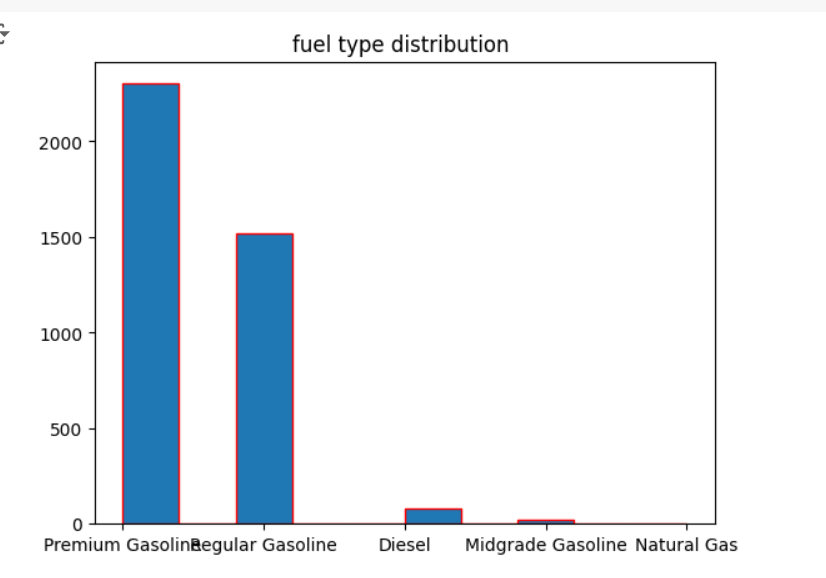 fuel type distribution
2000
1500
1000
500
0
Premium Gasoline Regular Gasoline Diesel Midgrade Gasoline Natural Gas